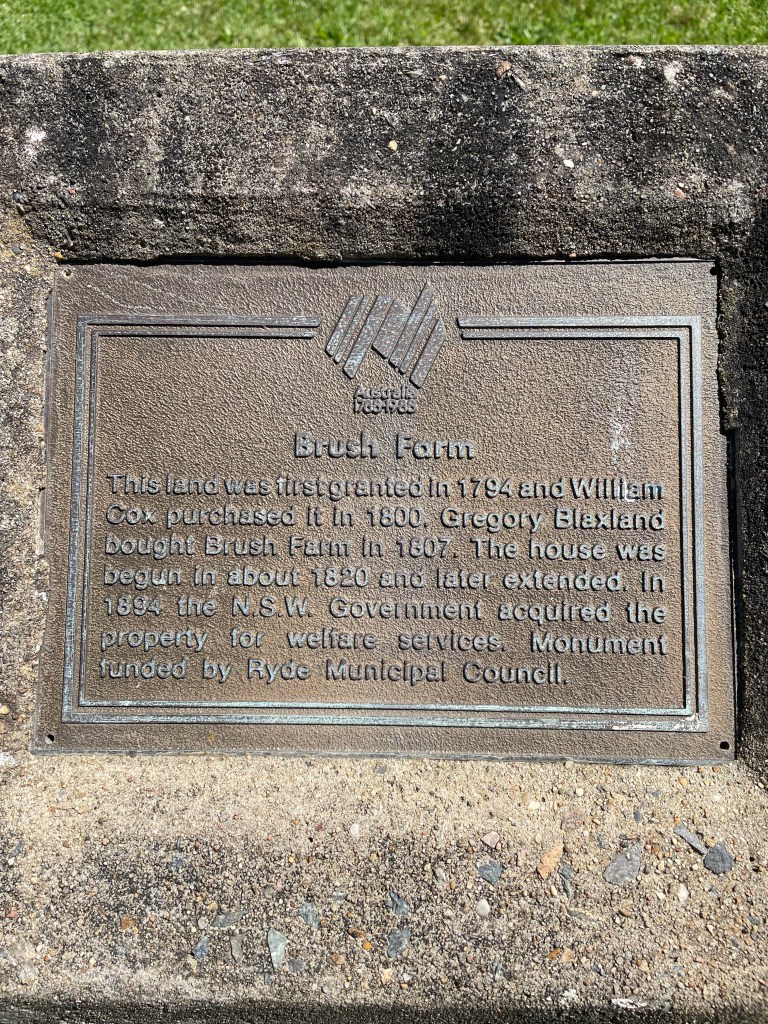 Australia
1788-1988
Brush Farm
This land was first granted in 1794 and William
Cox purchased it in 1800. Gregory Blaxland
bought Brush Farm in 1807. The house was
begun in about 1820 and later extended. In
1894 the N.S.W. Government acquired the
property for welfare services. Monument
funded by Ryde Municipal Council.